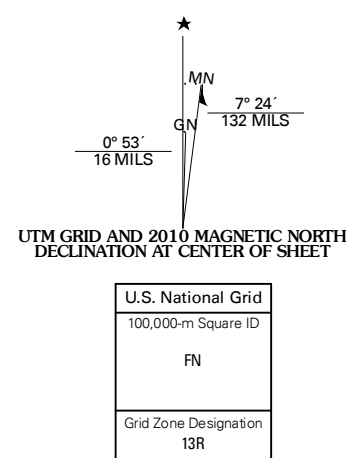 ★
MN
GN
7° 24´
132 MILS
0° 53´
16 MILS
UTM GRID AND 2010 MAGNETIC NORTH
DECLINATION AT CENTER OF SHEET
U.S. National Grid
100,000-m Square ID
FN
Grid Zone Designation
13R